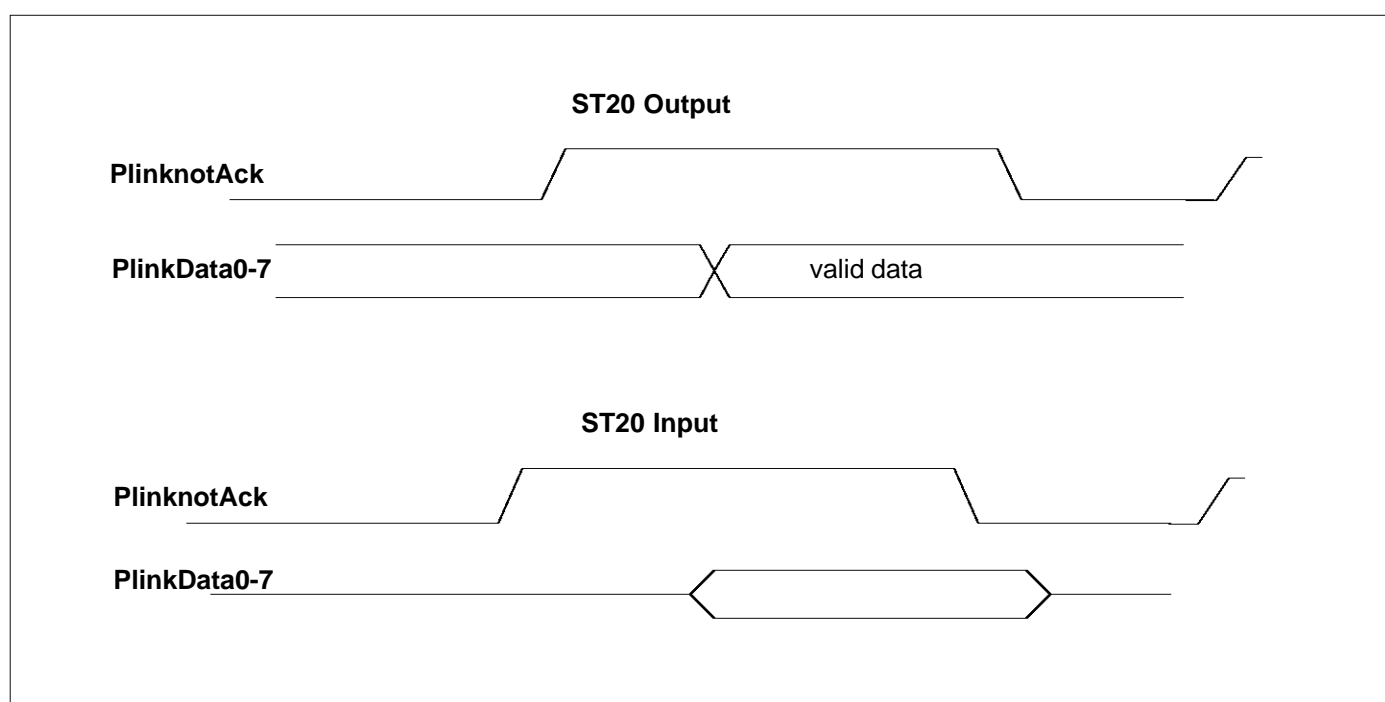 ST20 Output
PlinknotAck
PlinkData0-7
valid data
ST20 Input
PlinknotAck
PlinkData0-7